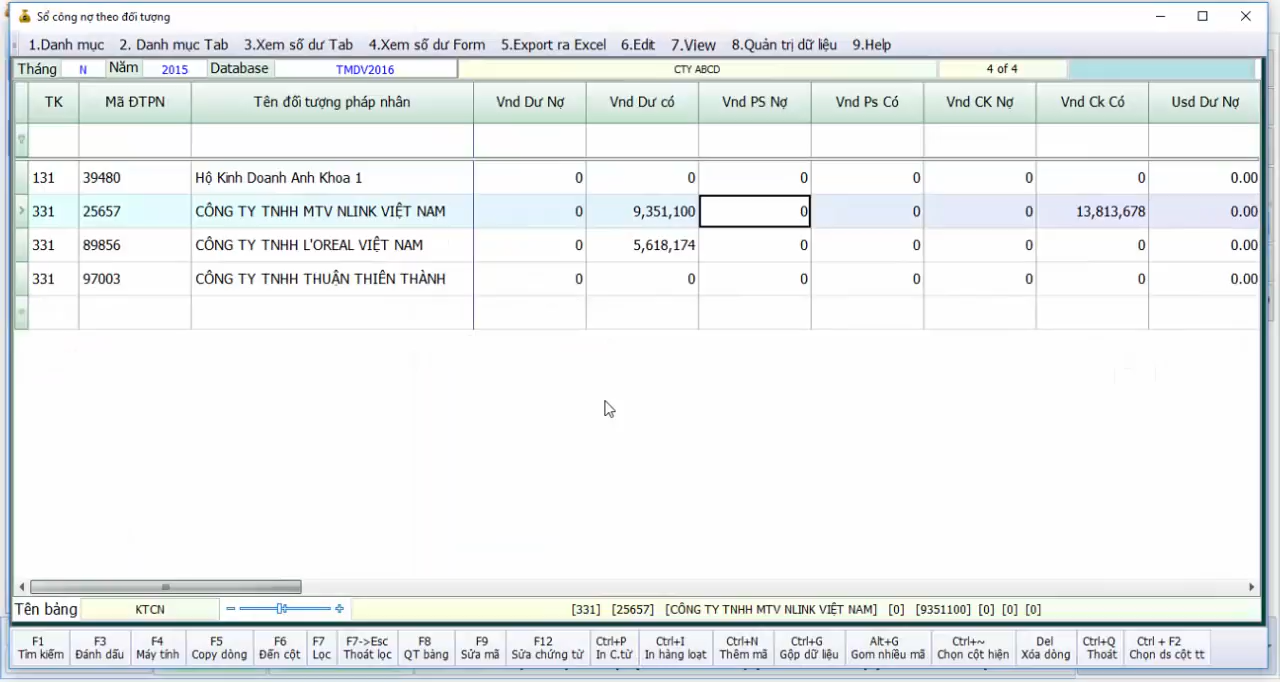 Sổ công nợ theo đối tượng
1.Danh mục 2. Danh mục Tab 3.Xem số dư Tab 4.Xem số dư Form 5.Export ra Excel 6.Edit 7.View 8.Quản trị dữ liệu 9.Help
Tháng N Năm 2015 Database TMDV2016 CTY ABCD 4 of 4
TK Mã ĐTPN Tên đối tượng pháp nhân Vnd Dư Nợ Vnd Dư có Vnd PS Nợ Vnd Ps Có Vnd CK Nợ Vnd Ck Có Usd Dư Nợ
131 39480 Hộ Kinh Doanh Anh Khoa 1 0 0 0 0 0 0 0.00
331 25657 CÔNG TY TNHH MTV NLINK VIỆT NAM 0 9,351,100 0 0 0 13,813,678 0.00
331 89856 CÔNG TY TNHH L'OREAL VIỆT NAM 0 5,618,174 0 0 0 0 0.00
331 97003 CÔNG TY TNHH THUẬN THIÊN THÀNH 0 0 0 0 0 0 0.00
Tên bảng KTCN [331] [25657] [CÔNG TY TNHH MTV NLINK VIỆT NAM] [0] [9351100] [0] [0] [0]
F1 F3 F4 F5 F6 F7 F7->Esc F8 F9 F12 Ctrl+P Ctrl+I Ctrl+N Ctrl+G Alt+G Ctrl+~ Del Ctrl+Q Ctrl + F2
Tìm kiếm Đánh dấu Máy tính Copy dòng Đến cột Lọc Thoát lọc QT bảng Sửa mã Sửa chứng từ In C.từ In hàng loạt Thêm mã Gộp dữ liệu Gom nhiều mã Chọn cột hiện Xóa dòng Thoát Chọn ds cột tt